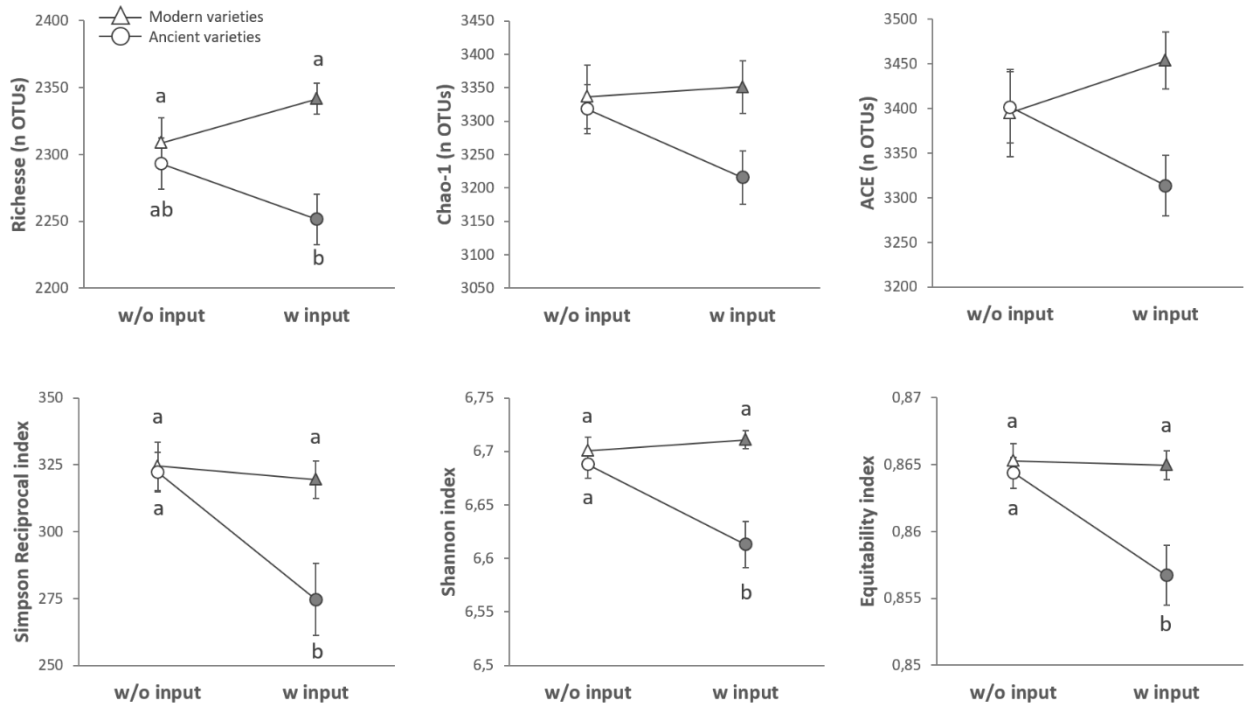 Modern varieties
Ancient varieties
Richesse (n OTUs)
2400
2350
2300
2250
2200
a
a
ab
b
w/o input
w input
Chao-1 (n OTUs)
3450
3400
3350
3300
3250
3200
3150
3100
3050
w/o input
w input
ACE (n OTUs)
3500
3450
3400
3350
3300
3250
3200
w/o input
w input
Simpson Reciprocal index
350
325
300
275
250
a
a
a
b
w/o input
w input
Shannon index
6,75
6,7
6,65
6,6
6,55
6,5
a
a
a
b
w/o input
w input
Equitability index
0,87
0,865
0,86
0,855
0,85
a
a
a
b
w/o input
w input